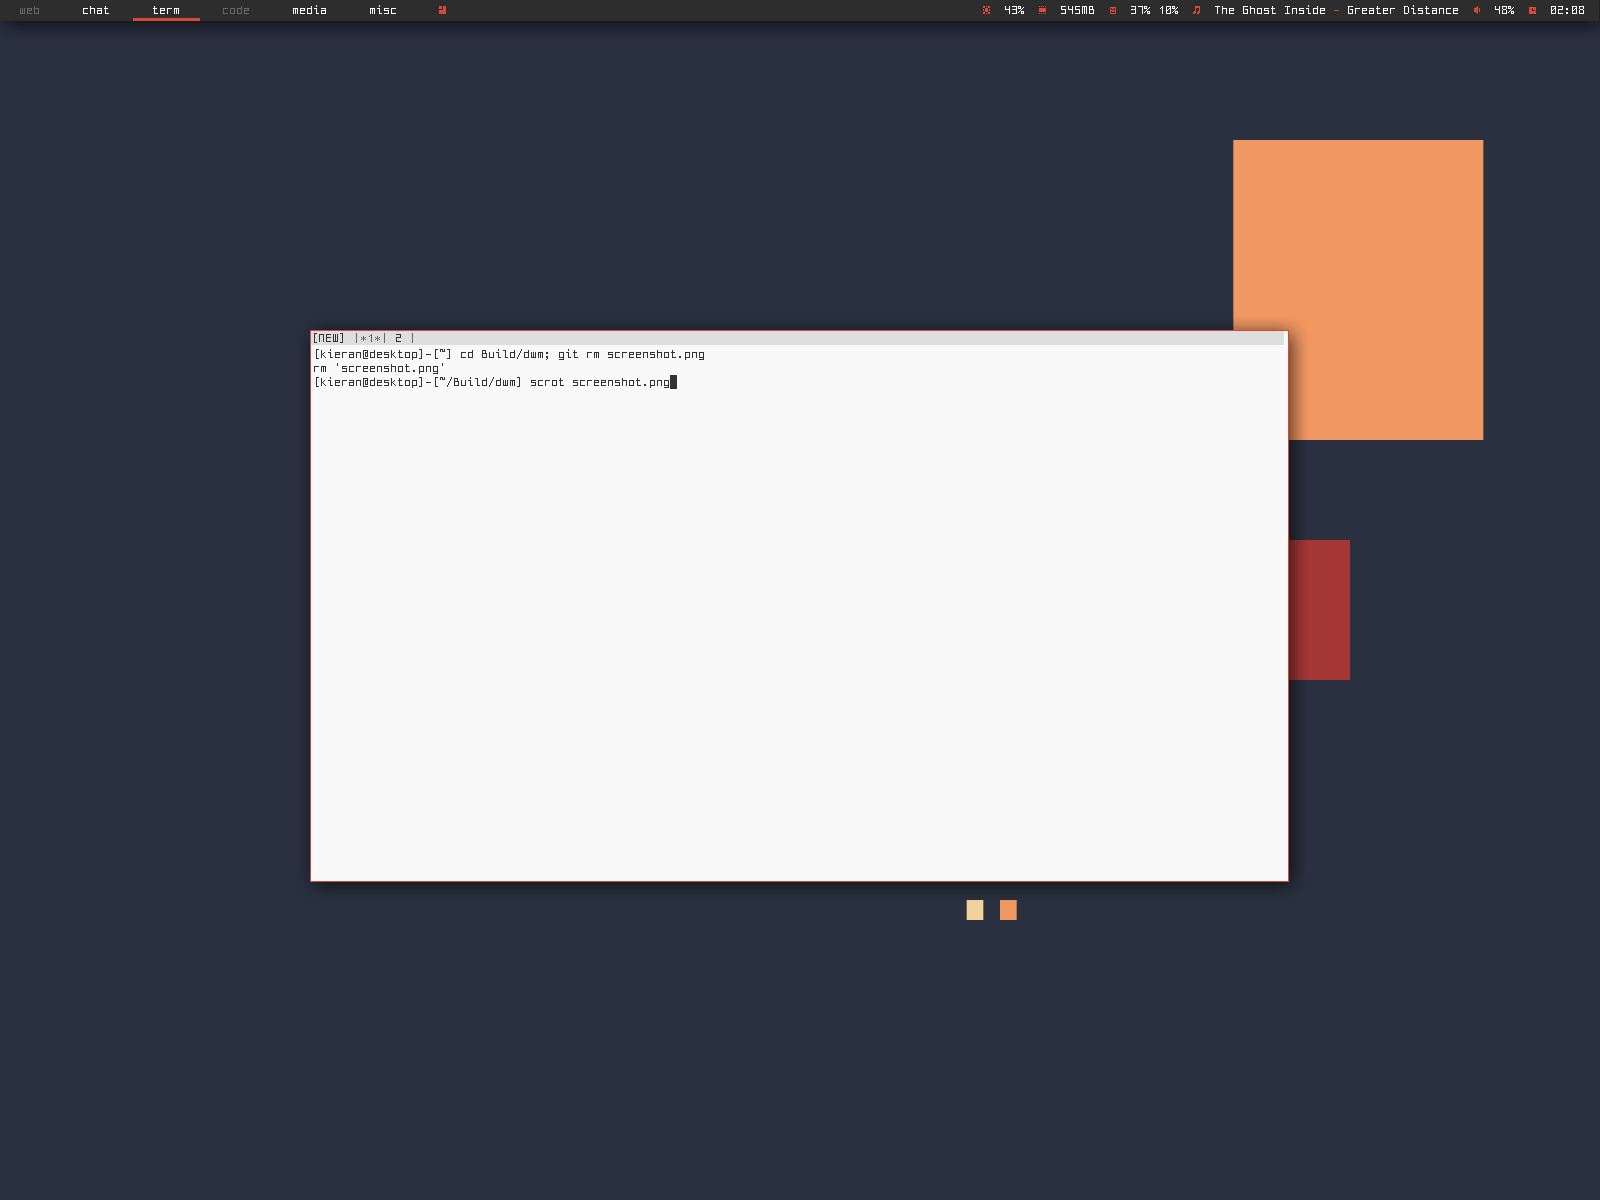 web chat term code media misc 43% 545MB 37% 10% The Ghost Inside - Greater Distance 48% 02:08
[NEW] |*1*| 2 |
[kieran@desktop]-[~] cd Build/dwm; git rm screenshot.png
rm 'screenshot.png'
[kieran@desktop]-[~/Build/dwm] scrot screenshot.png